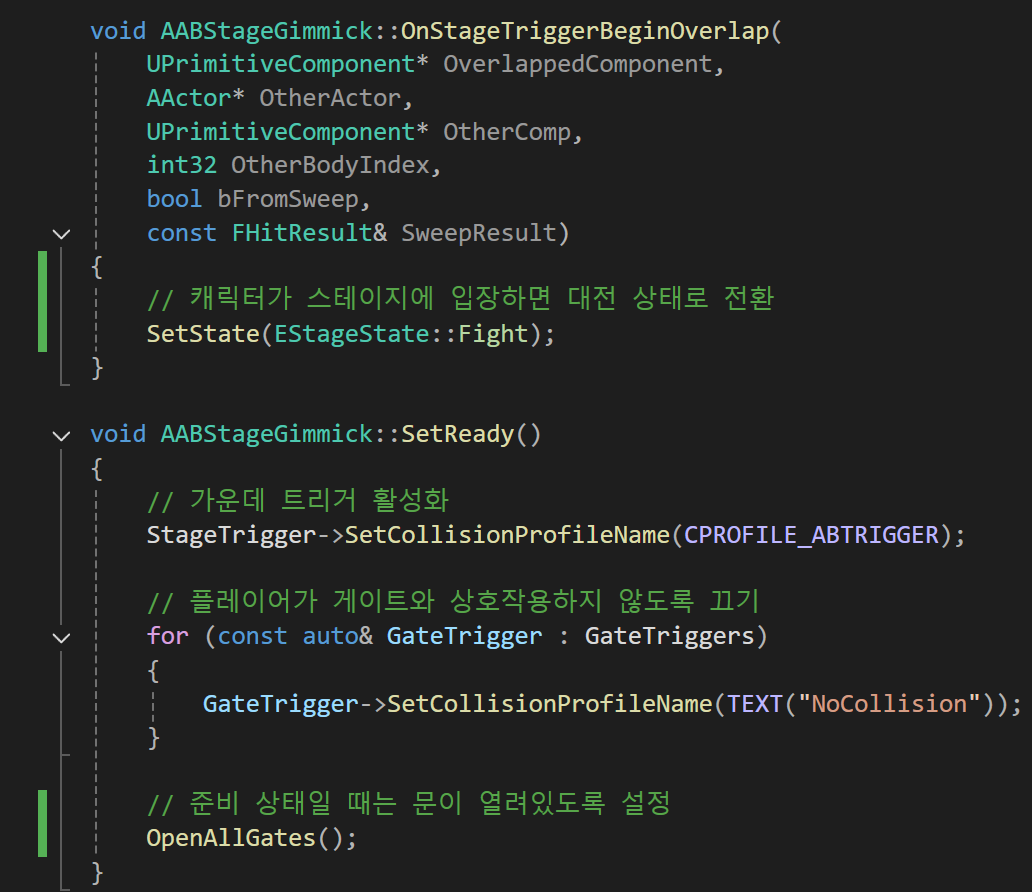 void AABStageGimmick::OnStageTriggerBeginOverlap(
    UPrimitiveComponent* OverlappedComponent,
    AActor* OtherActor,
    UPrimitiveComponent* OtherComp,
    int32 OtherBodyIndex,
    bool bFromSweep,
    const FHitResult& SweepResult)
{
    // 캐릭터가 스테이지에 입장하면 대전 상태로 전환
    SetState(EStageState::Fight);
}

void AABStageGimmick::SetReady()
{
    // 가운데 트리거 활성화
    StageTrigger->SetCollisionProfileName(CPROFILE_ABTRIGGER);

    // 플레이어가 게이트와 상호작용하지 않도록 끄기
    for (const auto& GateTrigger : GateTriggers)
    {
        GateTrigger->SetCollisionProfileName(TEXT("NoCollision"));
    }

    // 준비 상태일 때는 문이 열려있도록 설정
    OpenAllGates();
}